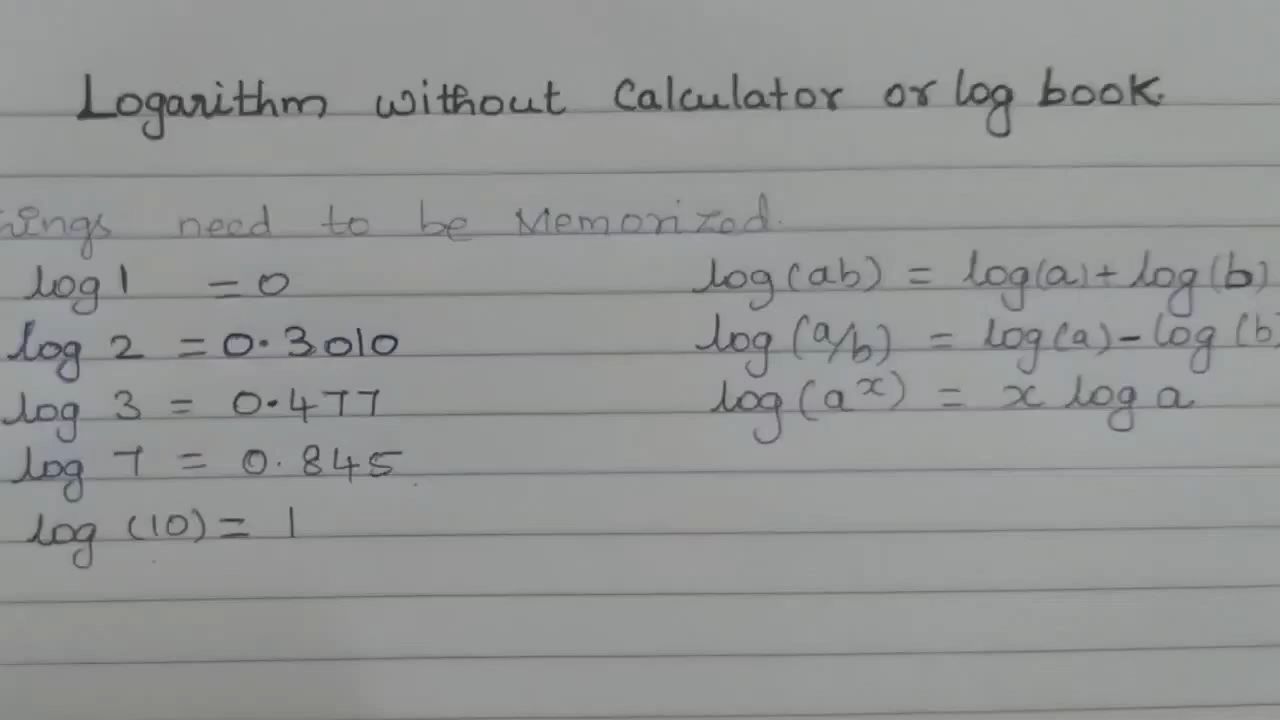 Logarithm without Calculator or log book.
need to be Memorized.
log 1 = 0
log 2 = 0.3010
log 3 = 0.477
log 7 = 0.845
log (10) = 1
log(ab) = log(a) + log(b)
log(a/b) = log(a) - log(b
log(a^x) = x log a